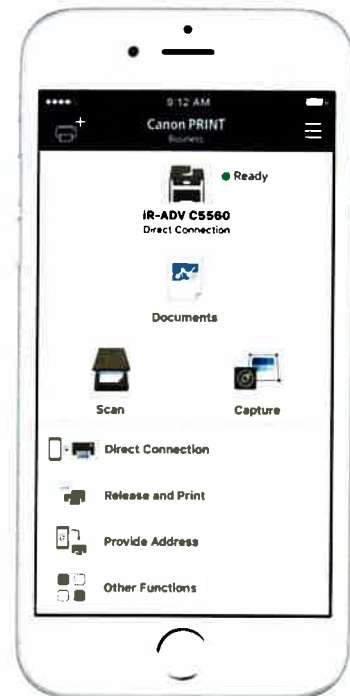 9:12 AM
Canon PRINT
Business
Ready
iR-ADV C5560
Direct Connection
Documents
Scan
Capture
Direct Connection
Release and Print
Provide Address
Other Functions